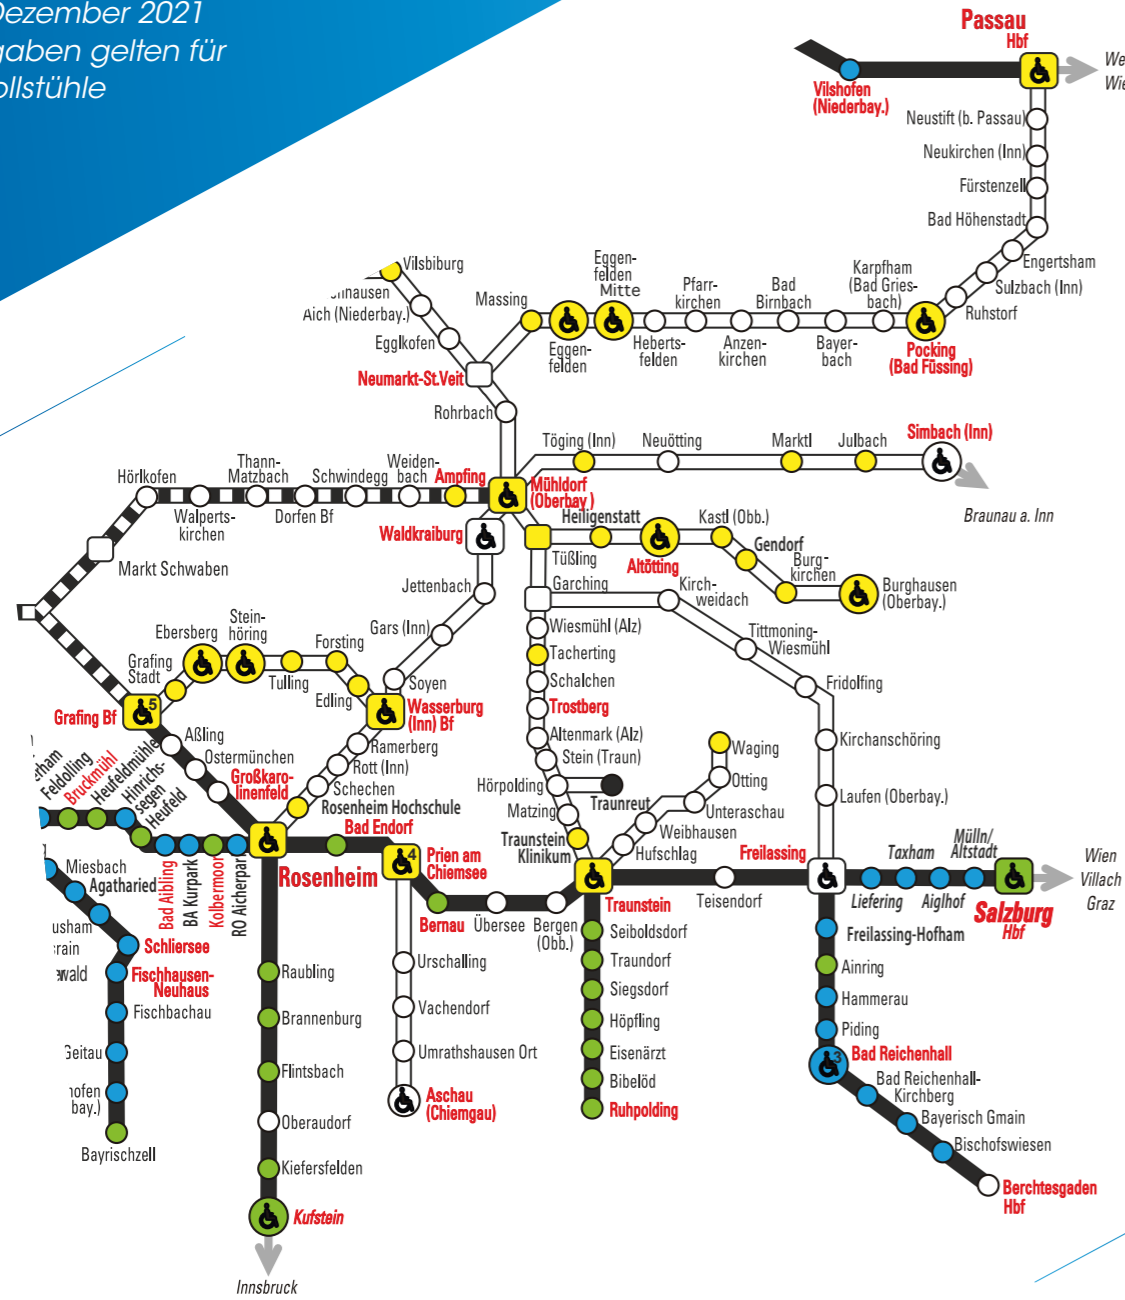 Dezember 2021
gaben gelten für
ollstühle
Passau
Hbf
We
Wie
Vilshofen
(Niederbay.)
Neustift (b. Passau)
Neukirchen (Inn)
Fürstenzell
Bad Höhenstadt
Engertsham
Sulzbach (Inn)
Ruhstorf
Karpfham
(Bad Gries-
bach)
Pocking
(Bad Füssing)
Bayer-
bach
Bad
Birnbach
Anzen-
kirchen
Pfarr-
kirchen
Heberts-
felden
Eggen-
felden
Mitte
Eggen-
felden
Massing
Vilsbiburg
Aich (Niederbay.)
Egglkofen
Neumarkt-St.Veit
Rohrbach
Töging (Inn)
Neuötting
Marktl
Julbach
Simbach (Inn)
Braunau a. Inn
Hörlkofen
Walperts-
kirchen
Thann-
Matzbach
Dorfen Bf
Schwindegg
Weiden-
bach
Ampfing
Mühldorf
(Oberbay.)
Markt Schwaben
Waldkraiburg
Jettenbach
Gars (Inn)
Soyen
Heiligenstatt
Tüßling
Altötting
Kastl (Obb.)
Gendorf
Burg-
kirchen
Burghausen
(Oberbay.)
Garching
Kirch-
weidach
Tittmoning-
Wiesmühl
Fridolfing
Kirchanschöring
Laufen (Oberbay.)
Wiesmühl (Alz)
Tacherting
Schalchen
Trostberg
Altenmark (Alz)
Stein (Traun)
Hörpolding
Traunreut
Matzing
Traunstein
Klinikum
Waging
Otting
Unteraschau
Weibhausen
Hufschlag
Ebersberg
Stein-
höring
Forsting
Grafing
Stadt
Tulling
Edling
5
Grafing Bf
Wasserburg
(Inn) Bf
Ramerberg
Rott (Inn)
Schechen
Aßling
Ostermünchen
Großkaro-
linenfeld
Rosenheim Hochschule
Feldolling
Bruckmühl
Heufeldmühle
Hinrichs-
segen
Heufeld
Bad Aibling
BA Kurpark
Kolbermoor
RO Aicherpark
Rosenheim
Bad Endorf
4
Prien am
Chiemsee
Bernau
Übersee
Bergen
(Obb.)
Traunstein
Teisendorf
Freilassing
Liefering
Taxham
Aiglhof
Mülln/
Altstadt
Salzburg
Hbf
Wien
Villach
Graz
Miesbach
Agatharied
usham
Schliersee
Fischhausen-
Neuhaus
Fischbachau
Geitau
hofen
bay.)
Bayrischzell
Raubling
Brannenburg
Flintsbach
Oberaudorf
Kiefersfelden
Kufstein
Innsbruck
Urschalling
Vachendorf
Umrathshausen Ort
Aschau
(Chiemgau)
Seiboldsdorf
Traundorf
Siegsdorf
Höpfling
Eisenärzt
Bibelöd
Ruhpolding
Freilassing-Hofham
Ainring
Hammerau
Piding
3
Bad Reichenhall
Bad Reichenhall-
Kirchberg
Bayerisch Gmain
Bischofswiesen
Berchtesgaden
Hbf